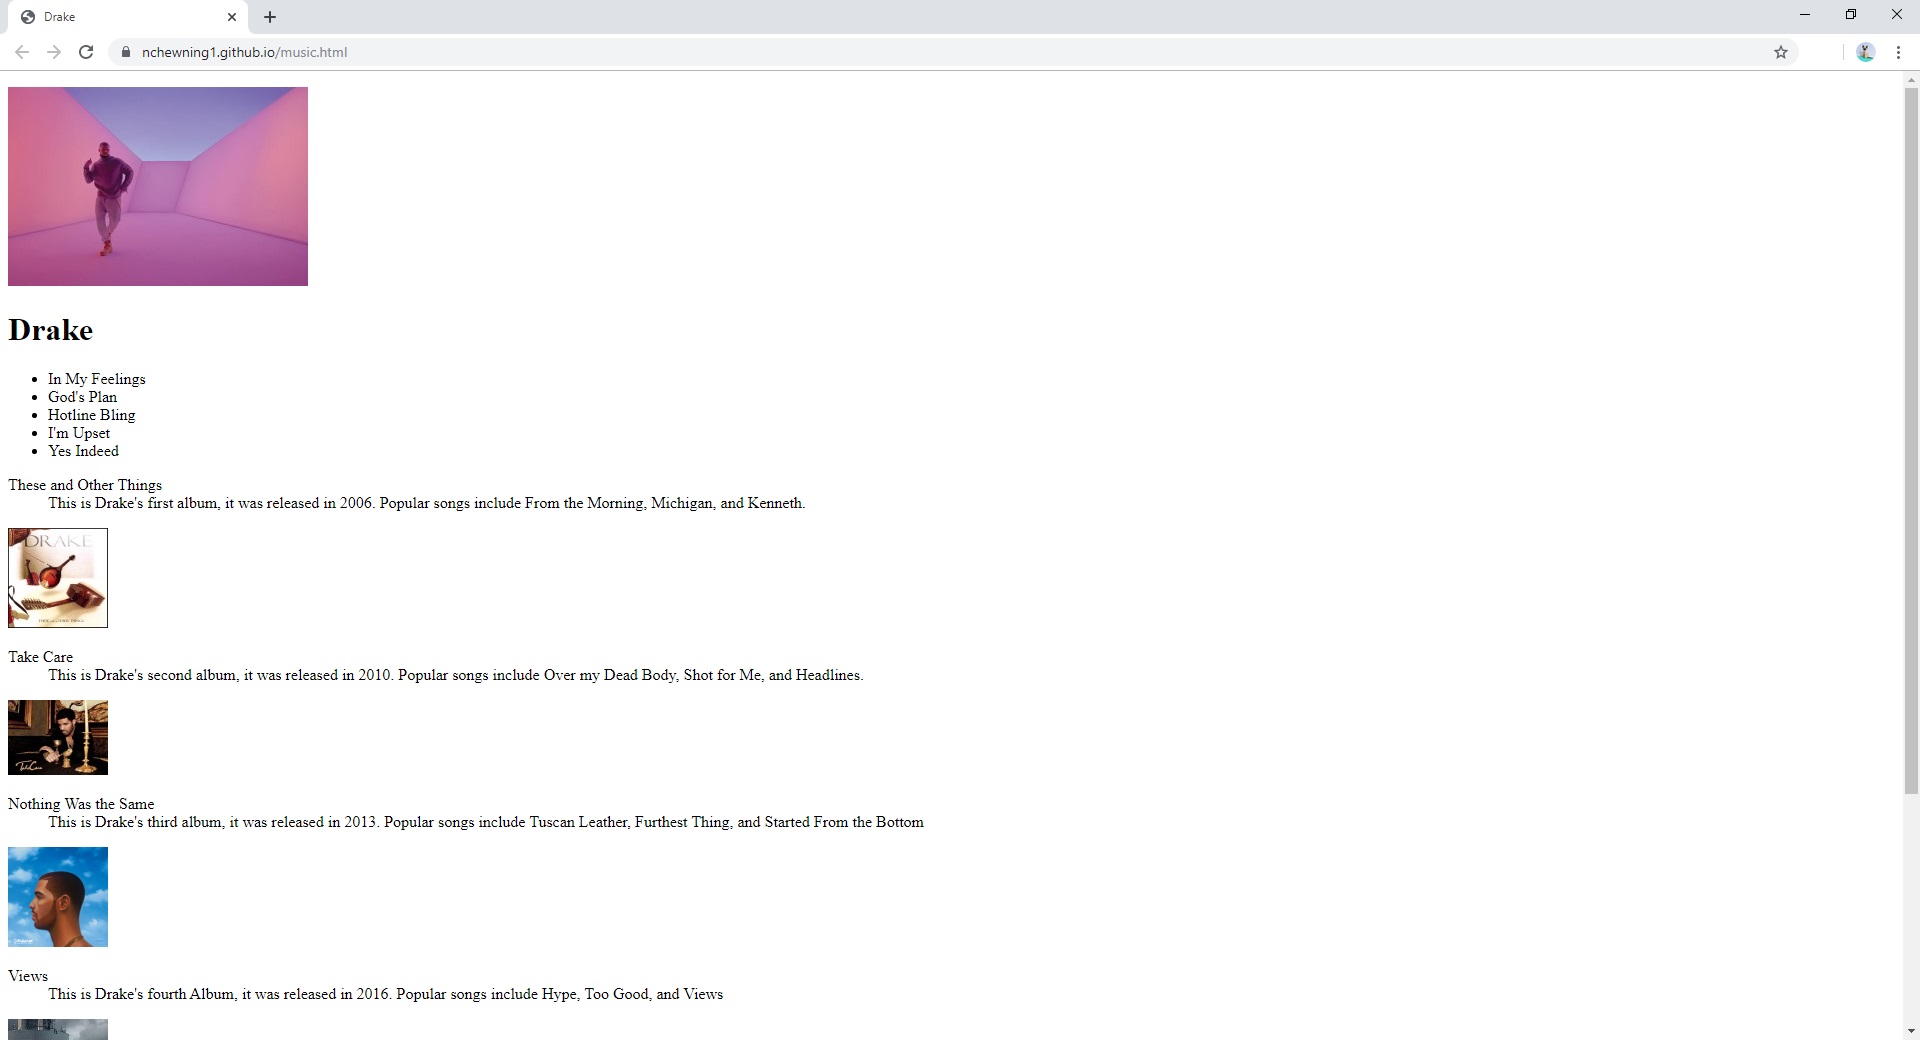 Drake
nchewning1.github.io/music.html
Drake
In My Feelings
God's Plan
Hotline Bling
I'm Upset
Yes Indeed
These and Other Things
This is Drake's first album, it was released in 2006. Popular songs include From the Morning, Michigan, and Kenneth.
DRAKE
Take Care
This is Drake's second album, it was released in 2010. Popular songs include Over my Dead Body, Shot for Me, and Headlines.
Nothing Was the Same
This is Drake's third album, it was released in 2013. Popular songs include Tuscan Leather, Furthest Thing, and Started From the Bottom
Views
This is Drake's fourth Album, it was released in 2016. Popular songs include Hype, Too Good, and Views